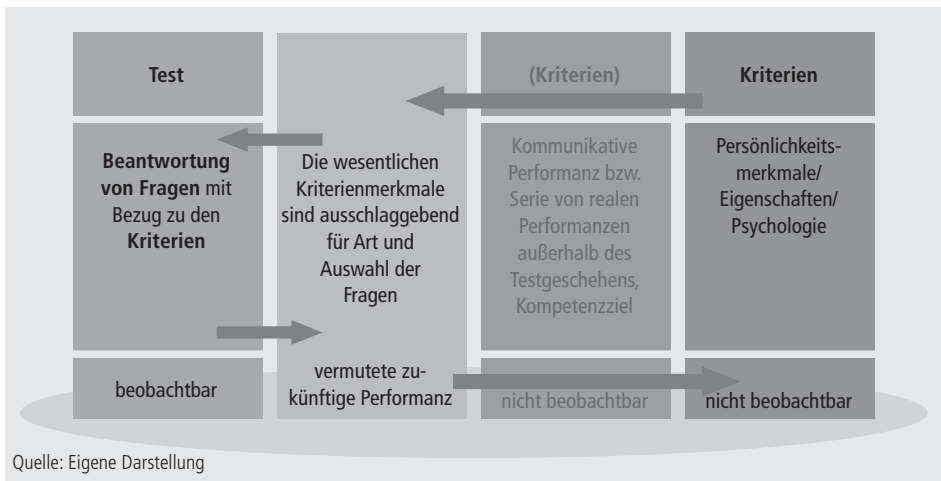 Test
(Kriterien)
Kriterien
Beantwortung
von Fragen mit
Bezug zu den
Kriterien
Die wesentlichen
Kriterienmerkmale
sind ausschlaggebend
für Art und
Auswahl der
Fragen
Kommunikative
Performanz bzw.
Serie von realen
Performanzen
außerhalb des
Testgeschehens,
Kompetenzziel
Persönlichkeits-
merkmale/
Eigenschaften/
Psychologie
beobachtbar
vermutete zu-
künftige Performanz
nicht beobachtbar
nicht beobachtbar
Quelle: Eigene Darstellung